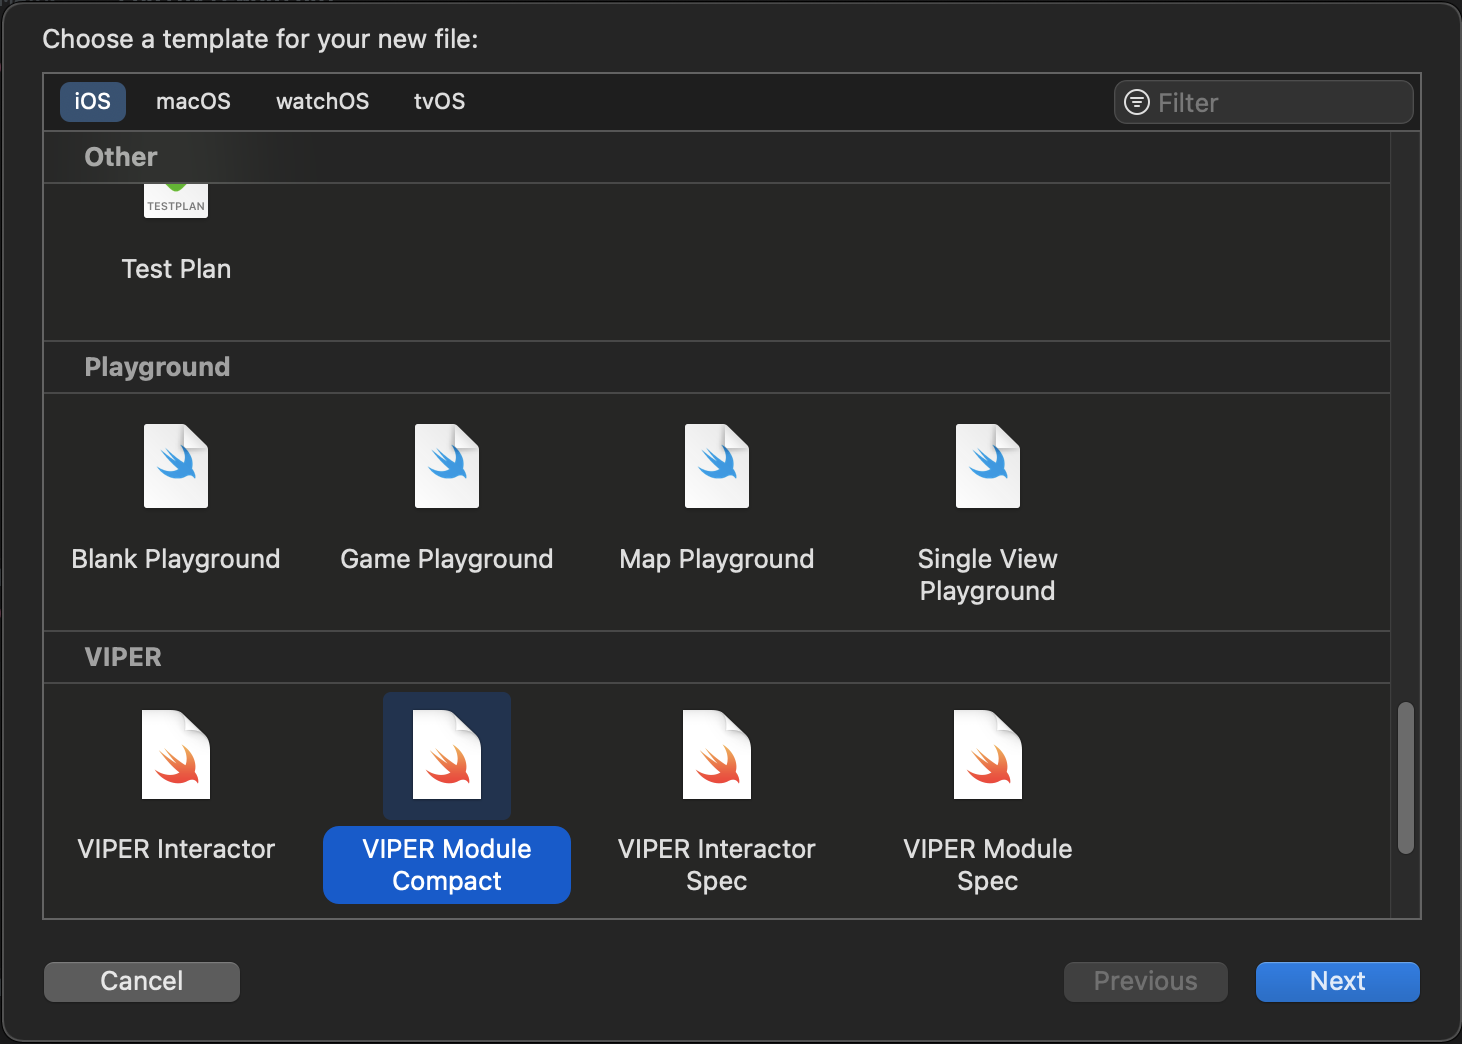 Choose a template for your new file:
iOS
macOS
watchOS
tvOS
Filter
Other
TESTPLAN
Test Plan
Playground
Blank Playground
Game Playground
Map Playground
Single View
Playground
VIPER
VIPER Interactor
VIPER Module
Compact
VIPER Interactor
Spec
VIPER Module
Spec
Cancel
Previous
Next